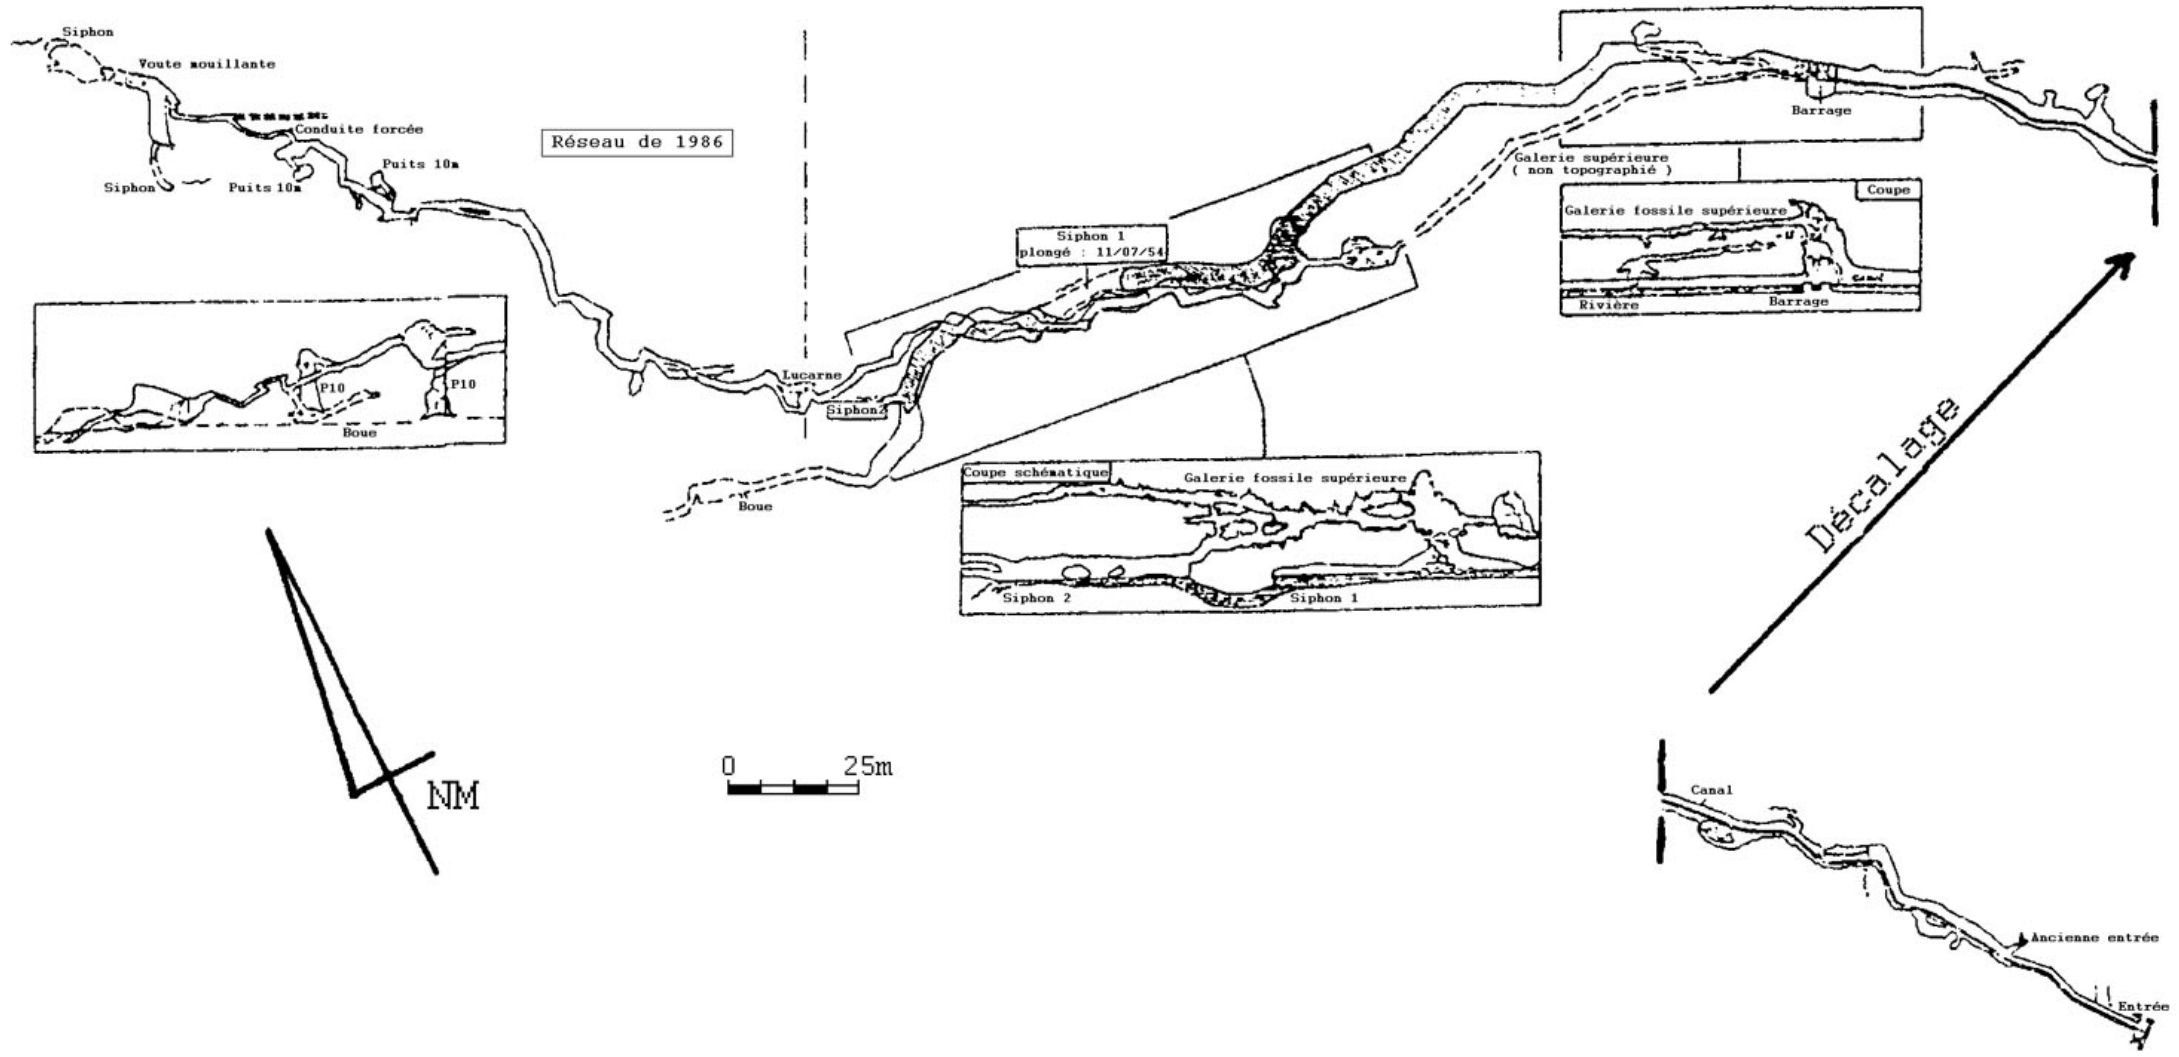 Siphon
Voute mouillante
Conduite forcée
Puits 10m
Siphon
Puits 10m
Réseau de 1986
Barrage
Galerie supérieure
( non topographié )
Coupe
Galerie fossile supérieure
Canal
Rivière
Barrage
Siphon 1
plongé : 11/07/54
Lucarne
Siphon2
P10
P10
Boue
Boue
Coupe schématique
Galerie fossile supérieure
Siphon 2
Siphon 1
Décalage
NM
0
25m
Canal
Ancienne entrée
Entrée